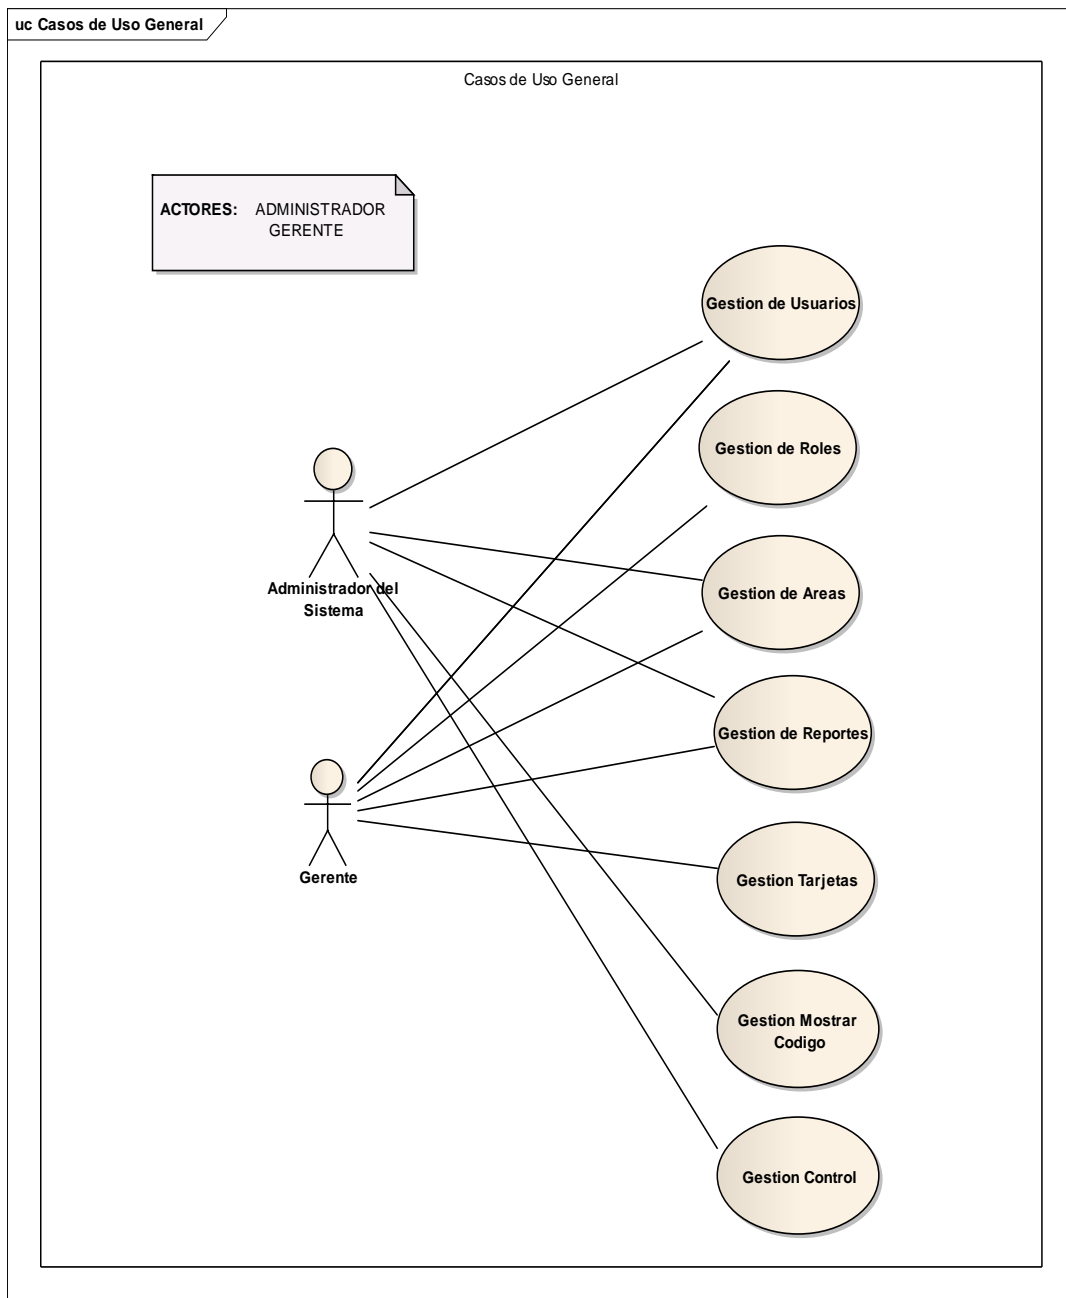 uc Casos de Uso General
Casos de Uso General
ACTORES: ADMINISTRADOR
GERENTE
Gestion de Usuarios
Gestion de Roles
Administrador del
Sistema
Gestion de Areas
Gestion de Reportes
Gerente
Gestion Tarjetas
Gestion Mostrar
Codigo
Gestion Control